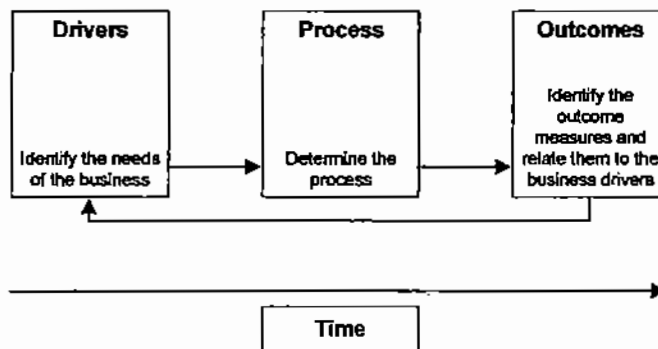 Drivers
Identify the needs
of the business
Process
Determine the
process
Outcomes
Identify the
outcome
measures and
relate them to the
business drivers
Time